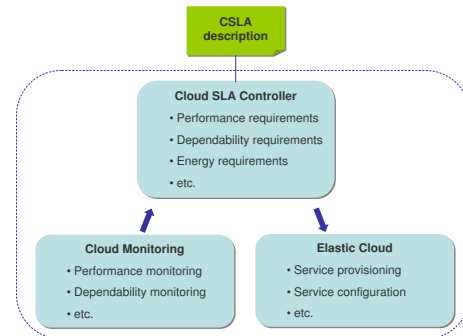 CSLA
description
Cloud SLA Controller
• Performance requirements
• Dependability requirements
• Energy requirements
• etc.
Cloud Monitoring
• Performance monitoring
• Dependability monitoring
• etc.
Elastic Cloud
• Service provisioning
• Service configuration
• etc.